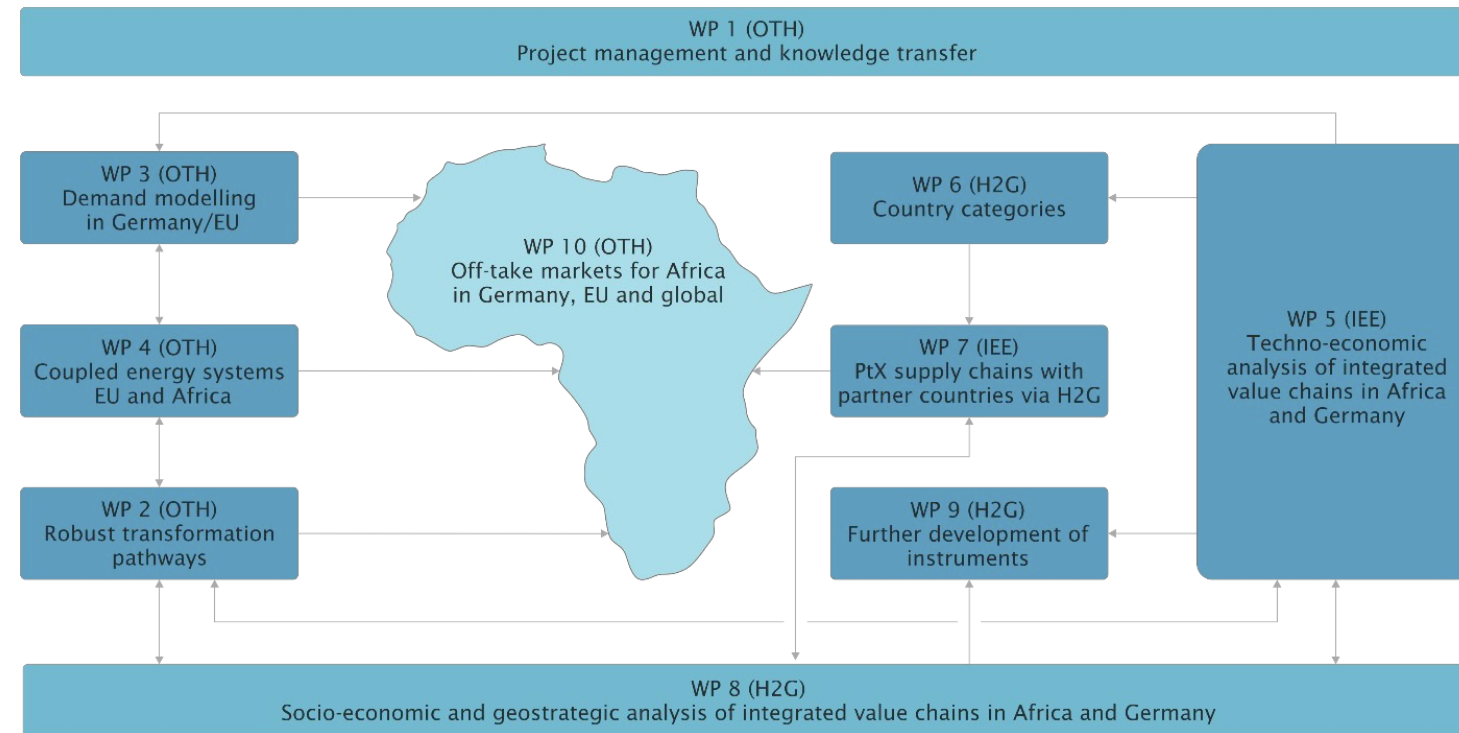 WP 1 (OTH)
Project management and knowledge transfer
WP 3 (OTH)
Demand modelling
in Germany/EU
WP 10 (OTH)
Off-take markets for Africa
in Germany, EU and global
WP 6 (H2G)
Country categories
WP 5 (IEE)
Techno-economic
analysis of integrated
value chains in Africa
and Germany
WP 4 (OTH)
Coupled energy systems
EU and Africa
WP 7 (IEE)
PtX supply chains with
partner countries via H2G
WP 2 (OTH)
Robust transformation
pathways
WP 9 (H2G)
Further development of
instruments
WP 8 (H2G)
Socio-economic and geostrategic analysis of integrated value chains in Africa and Germany